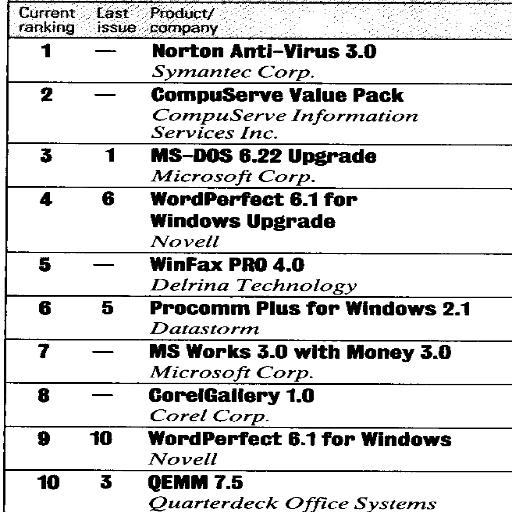 Current Last Product/
ranking issue company
1 — Norton Anti-Virus 3.0
Symantec Corp.
2 — CompuServe Value Pack
CompuServe Information
Services Inc.
3 1 MS-DOS 6.22 Upgrade
Microsoft Corp.
4 6 WordPerfect 6.1 for
Windows Upgrade
Novell
5 — WinFax PRO 4.0
Delrina Technology
6 5 Procomm Plus for Windows 2.1
Datastorm
7 — MS Works 3.0 with Money 3.0
Microsoft Corp.
8 — CorelGallery 1.0
Corel Corp.
9 10 WordPerfect 6.1 for Windows
Novell
10 3 QEMM 7.5
Quarterdeck Office Systems